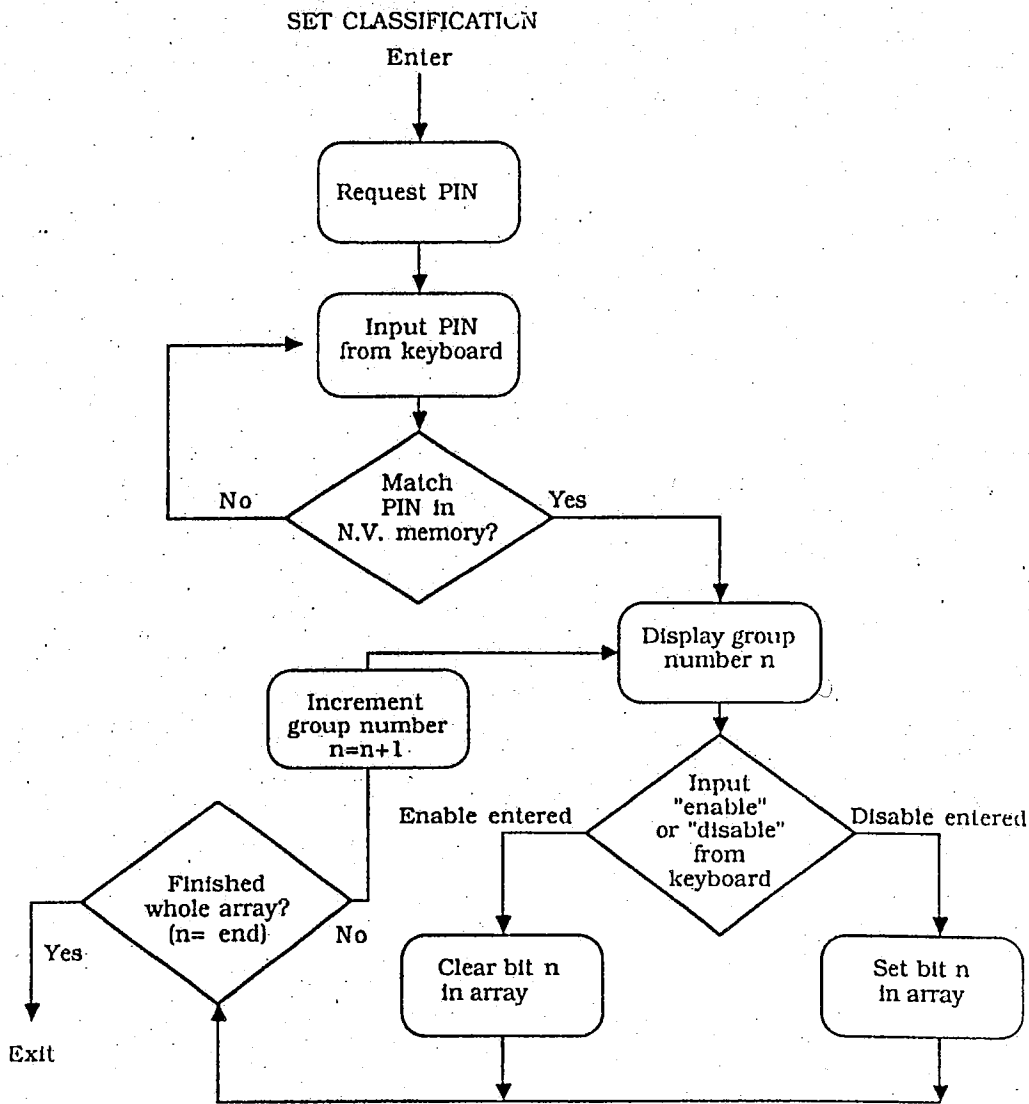 SET CLASSIFICATION
Enter
Request PIN
Input PIN
from keyboard
Match
PIN in
N.V. memory?
No
Yes
Display group
number n
Increment
group number
n=n+1
Input
"enable"
or "disable"
from
keyboard
Enable entered
Disable entered
Finished
whole array?
(n= end)
No
Yes
Clear bit n
in array
Set bit n
in array
Exit